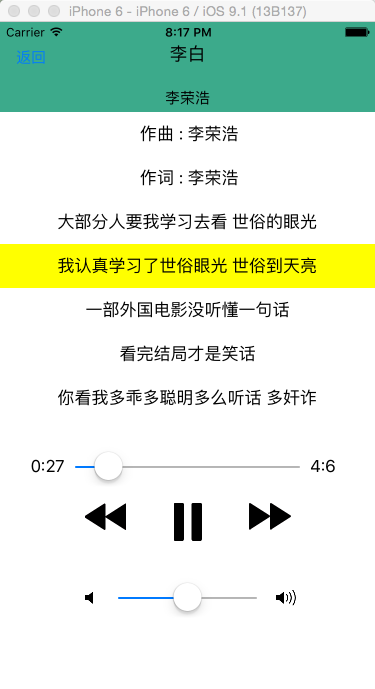 iPhone 6 - iPhone 6 / iOS 9.1 (13B137)
Carrier 8:17 PM
返回 李白
李荣浩
作曲 : 李荣浩
作词 : 李荣浩
大部分人要我学习去看 世俗的眼光
我认真学习了世俗眼光 世俗到天亮
一部外国电影没听懂一句话
看完结局才是笑话
你看我多乖多聪明多么听话 多奸诈
0:27 4:6